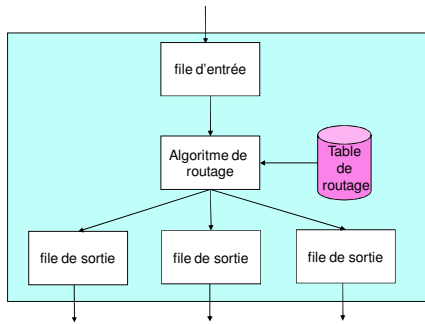 file d'entrée
Algoritme de
routage
Table
de
routage
file de sortie
file de sortie
file de sortie